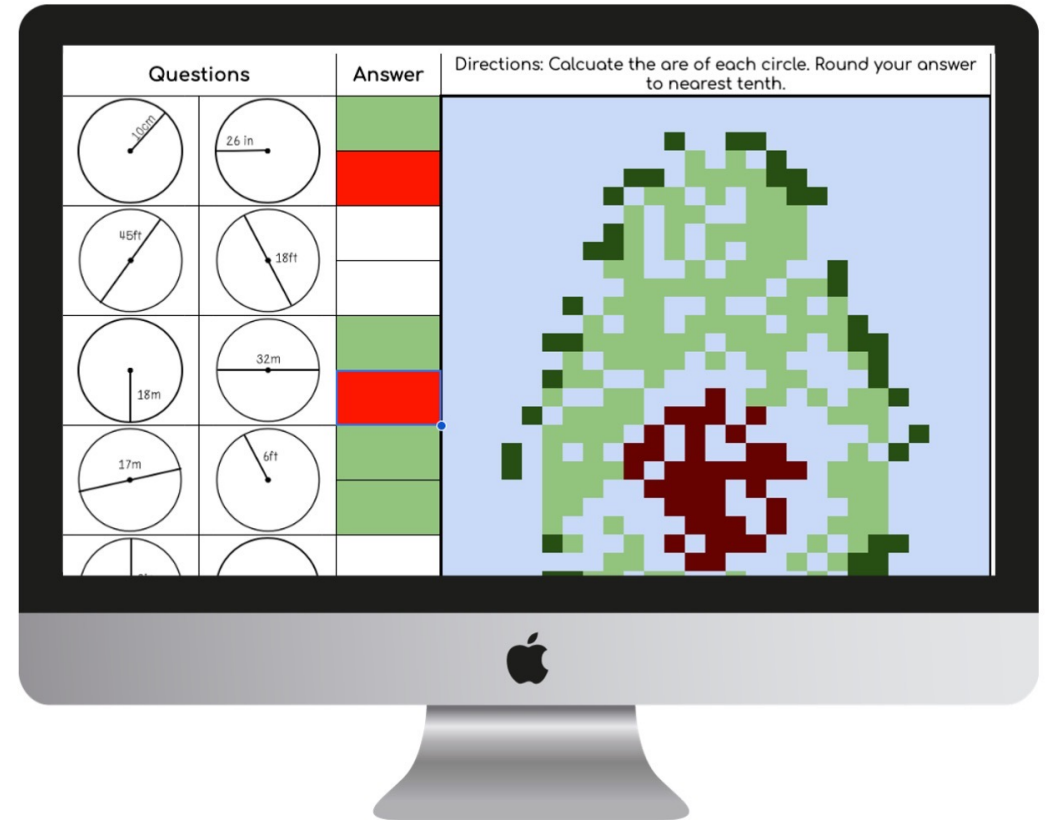 Questions
Answer
Directions: Calcuate the are of each circle. Round your answer
to nearest tenth.
10cm
26 in
45ft
18ft
18m
32m
17m
6ft